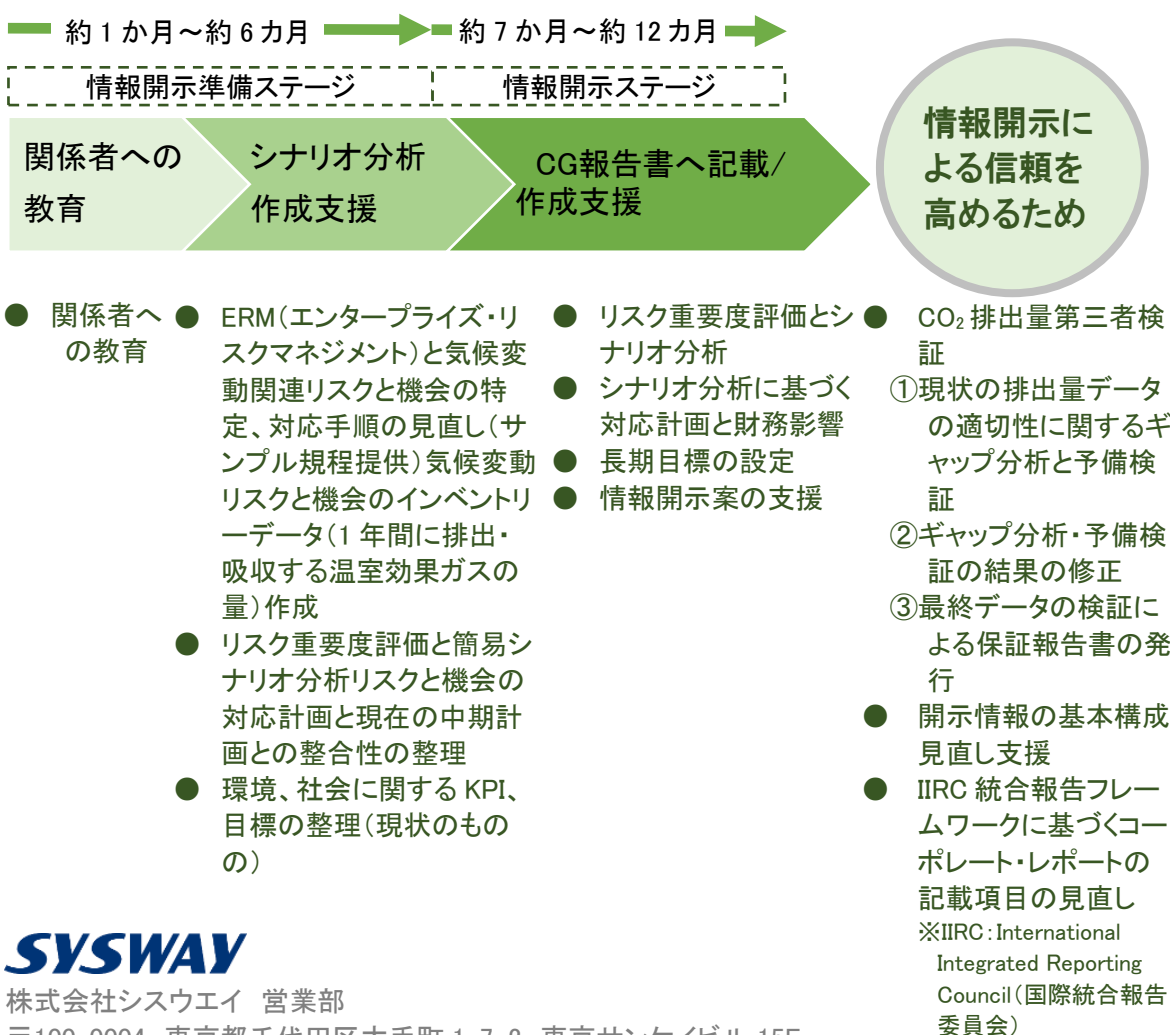 約 1 か月～約 6 カ月
約 7 か月～約 12 カ月
情報開示準備ステージ
情報開示ステージ
関係者への
教育
シナリオ分析
作成支援
CG報告書へ記載/
作成支援
情報開示に
よる信頼を
高めるため
● 関係者へ
の教育
● ERM（エンタープライズ・リ
スクマネジメント）と気候変
動関連リスクと機会の特
定、対応手順の見直し（サ
ンプル規程提供）気候変動
リスクと機会のインベントリ
ーデータ（1 年間に排出・
吸収する温室効果ガスの
量）作成
● リスク重要度評価と簡易シ
ナリオ分析リスクと機会の
対応計画と現在の中期計
画との整合性の整理
● 環境、社会に関する KPI、
目標の整理（現状のもの
の）
● リスク重要度評価とシ
ナリオ分析
● シナリオ分析に基づく
対応計画と財務影響
● 長期目標の設定
● 情報開示案の支援
● CO₂ 排出量第三者検
証
①現状の排出量データ
の適切性に関するギ
ャップ分析と予備検
証
②ギャップ分析・予備検
証の結果の修正
③最終データの検証に
よる保証報告書の発
行
● 開示情報の基本構成
見直し支援
● IIRC 統合報告フレー
ムワークに基づくコー
ポレート・レポートの
記載項目の見直し
※IIRC：International
Integrated Reporting
Council（国際統合報告
委員会）
SYSWAY
株式会社シスウエイ 営業部